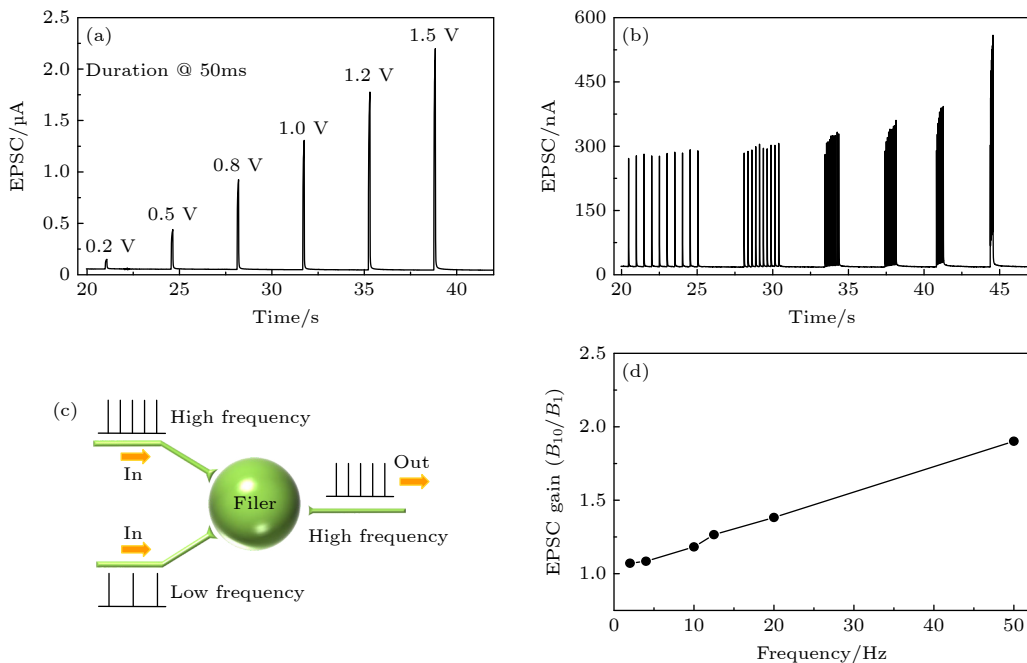 (a)
Duration @ 50ms
0.2 V
0.5 V
0.8 V
1.0 V
1.2 V
1.5 V
EPSC/μA
2.5
2.0
1.5
1.0
0.5
0
20 25 30 35 40
Time/s
(b)
EPSC/nA
600
450
300
150
0
20 25 30 35 40 45
Time/s
(c)
High frequency
In
Filer
Out
High frequency
In
Low frequency
(d)
EPSC gain (B10/B1)
2.5
2.0
1.5
1.0
0 10 20 30 40 50
Frequency/Hz